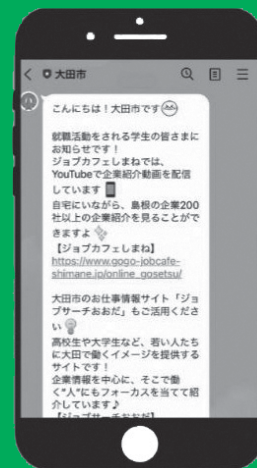 大田市
こんにちは！大田市です
就職活動をされる学生の皆さまに
お知らせです！
ジョブカフェしまねでは、
YouTubeで企業紹介動画を配信
しています
自宅にいながら、島根の企業200
社以上の企業紹介を見ることがで
きますよ
【ジョブカフェしまね】
https://www.gogo-jobcafe-
shimane.jp/online_gosetsu/
大田市のお仕事情報サイト「ジョ
ブサーチおおだ」もご活用くださ
い
高校生や大学生など、若い人たち
に大田で働くイメージを提供する
サイトです！
企業情報を中心に、そこで働
く“人”にもフォーカスを当てて紹
介しています♪
【ジョブサーチおおだ】